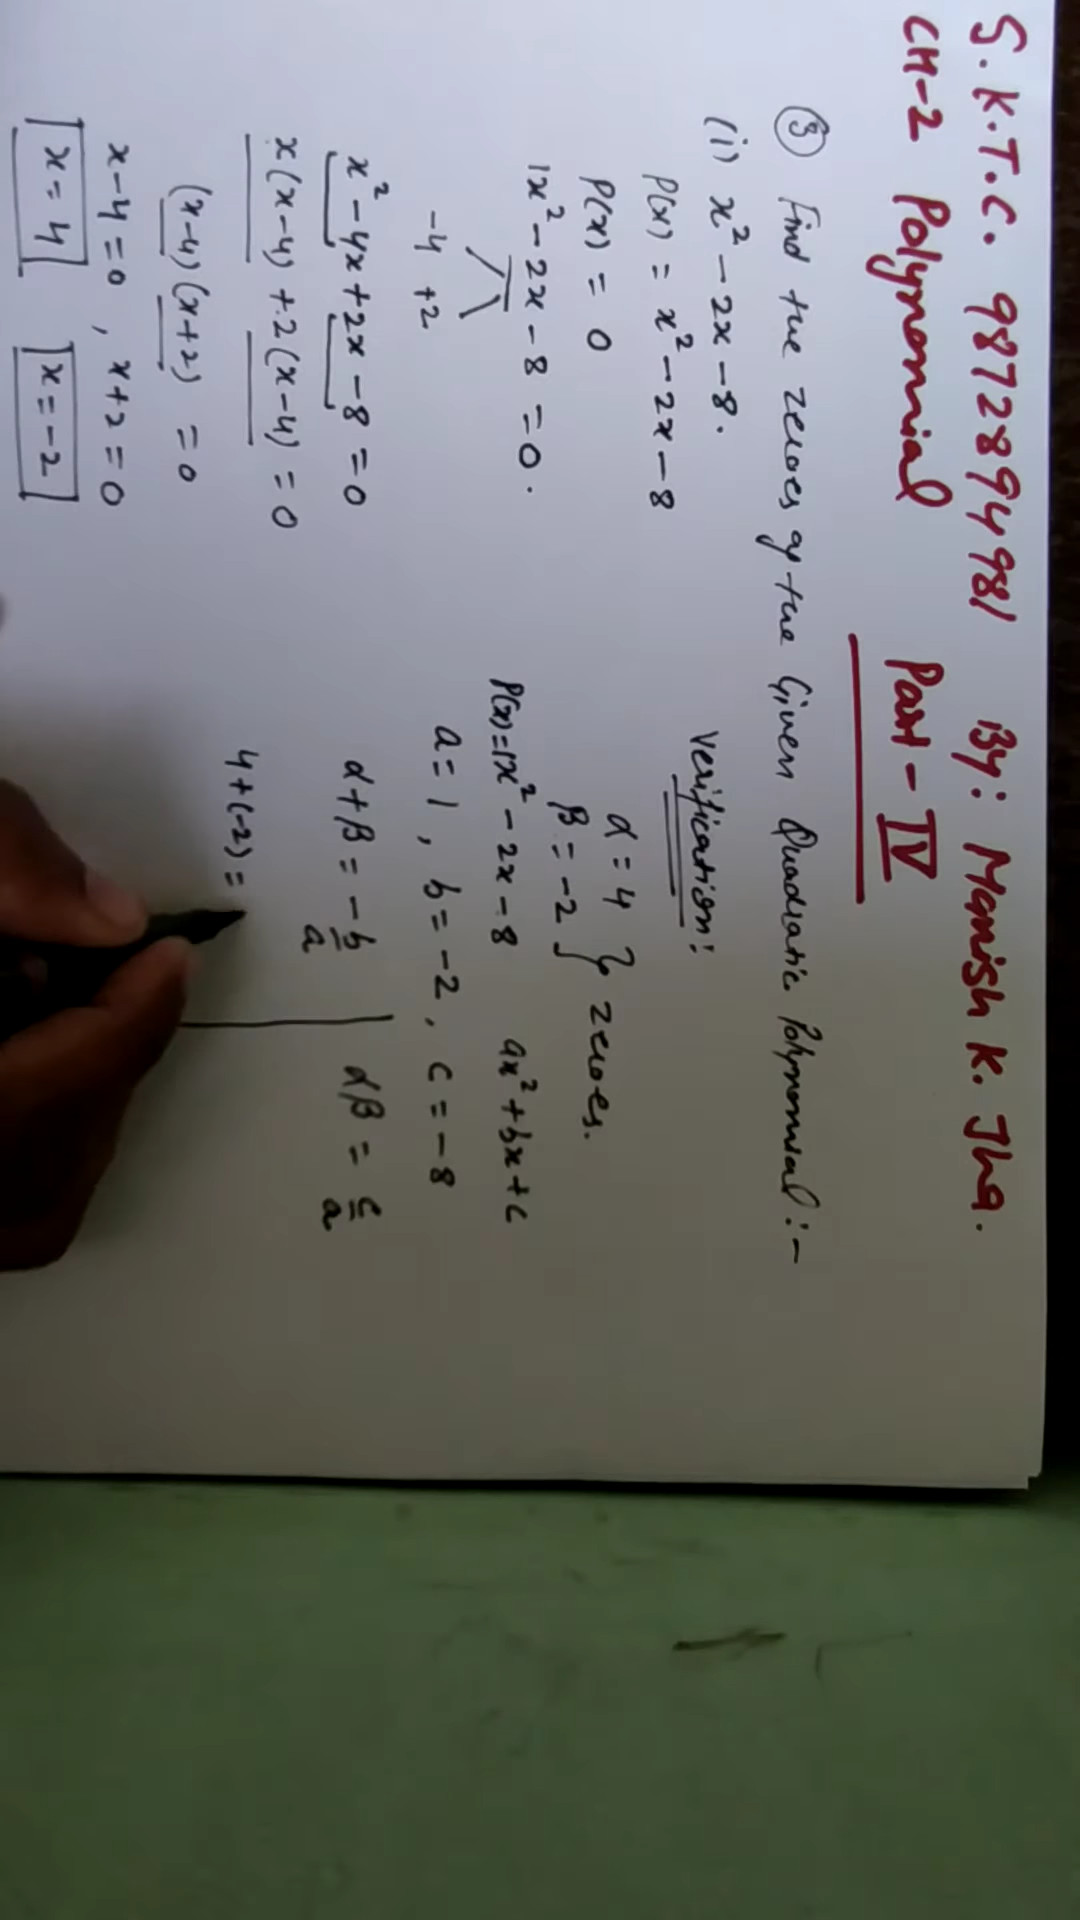 S.K.T.C. 9872894981 By: Manish K. Jha.
CH-2 Polynomial Part-IV
③ Find the zeroes of the Given Quadratic Polynomial:-
(i) x² - 2x - 8.
P(x) = x² - 2x - 8
P(x) = 0
1x² - 2x - 8 = 0.
-4 +2
x² - 4x + 2x - 8 = 0
x(x-4) + 2(x-4) = 0
(x-4) (x+2) = 0
x-4=0, x+2=0
x=4 x=-2
Verification:
α = 4
β = -2 } zeroes.
P(x) = 1x² - 2x - 8 ax² + bx + c
a = 1, b = -2, c = -8
α+β = -b/a αβ = c/a
4+(-2) =